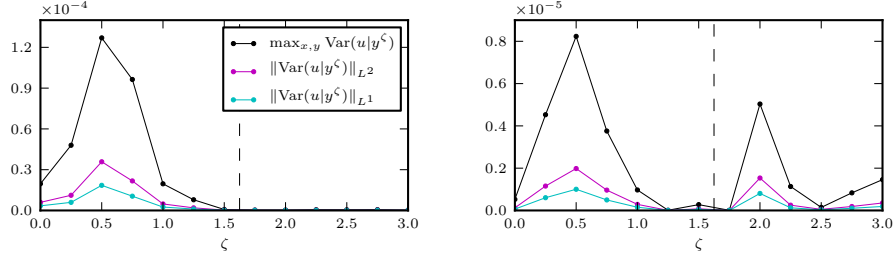 ×10⁻⁴
1.2
0.9
0.6
0.3
0.0
max_{x,y} Var(u|y^ζ)
‖Var(u|y^ζ)‖_{L²}
‖Var(u|y^ζ)‖_{L¹}
0.0 0.5 1.0 1.5 2.0 2.5 3.0
ζ
×10⁻⁵
0.8
0.6
0.4
0.2
0.0
0.0 0.5 1.0 1.5 2.0 2.5 3.0
ζ